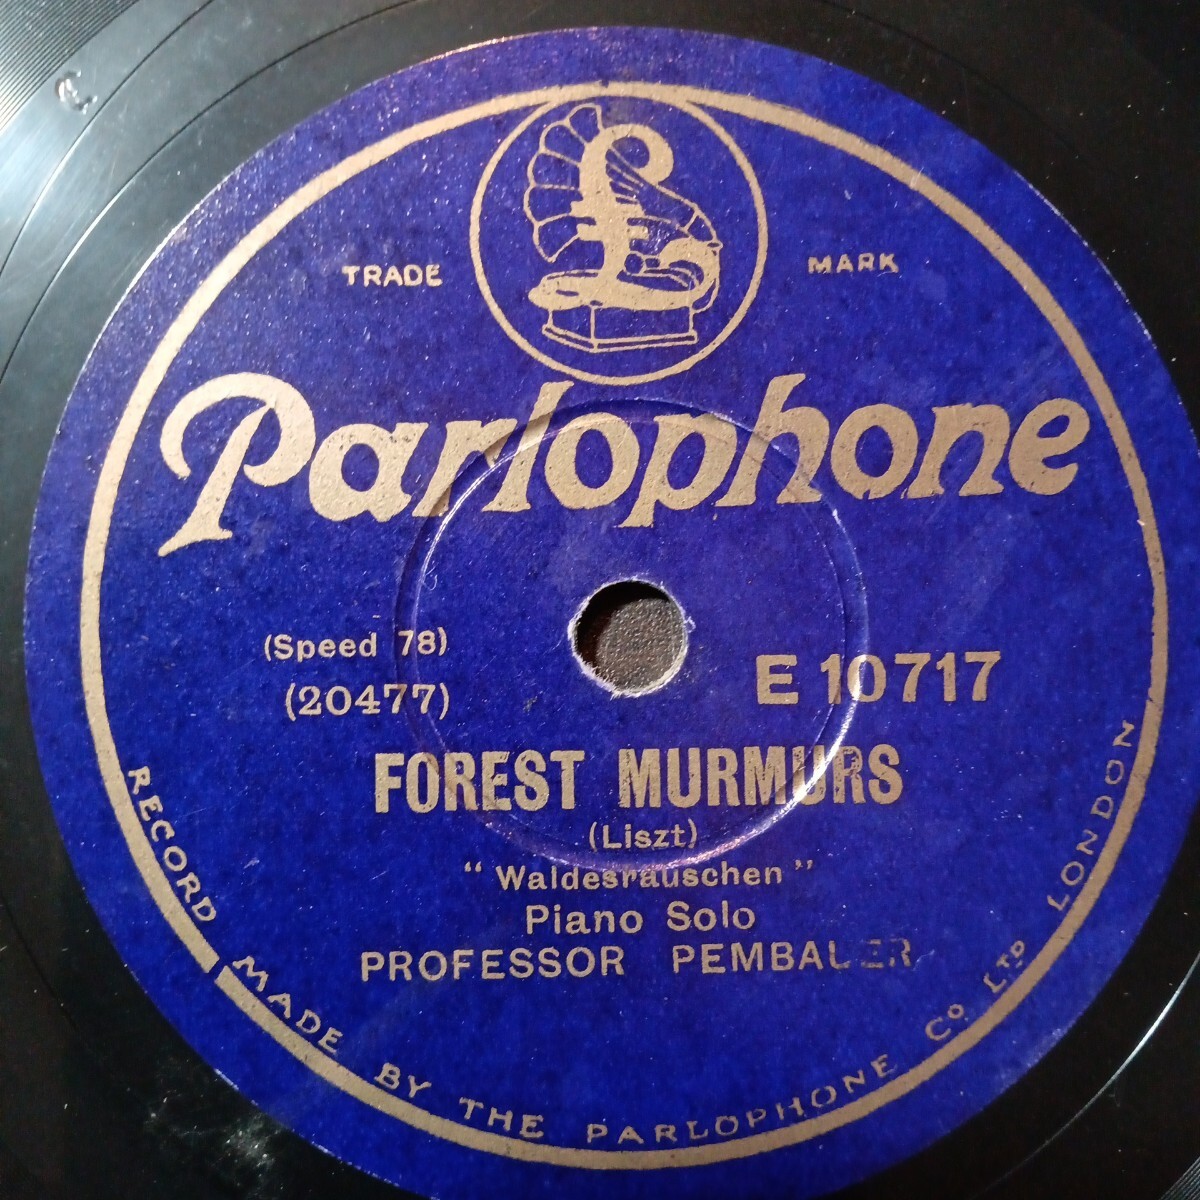 TRADE MARK
Parlophone
(Speed 78)
(20477)
E 10717
FOREST MURMURS
(Liszt)
"Waldesrauschen"
Piano Solo
PROFESSOR PEMBAUER
RECORD MADE BY THE PARLOPHONE Co LTD LONDON